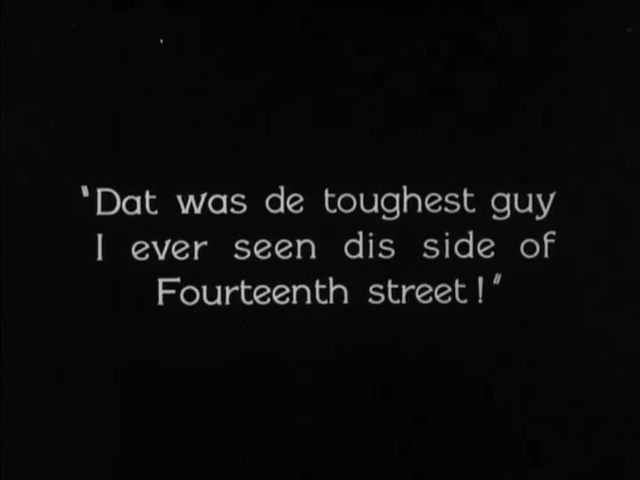 "Dat was de toughest guy
I ever seen dis side of
Fourteenth street!"